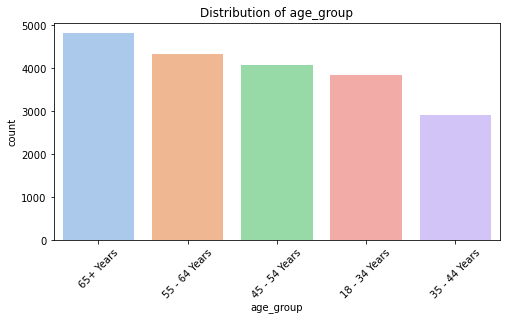 Distribution of age_group
5000
4000
3000
2000
1000
0
count
65+ Years
55 - 64 Years
45 - 54 Years
18 - 34 Years
35 - 44 Years
age_group